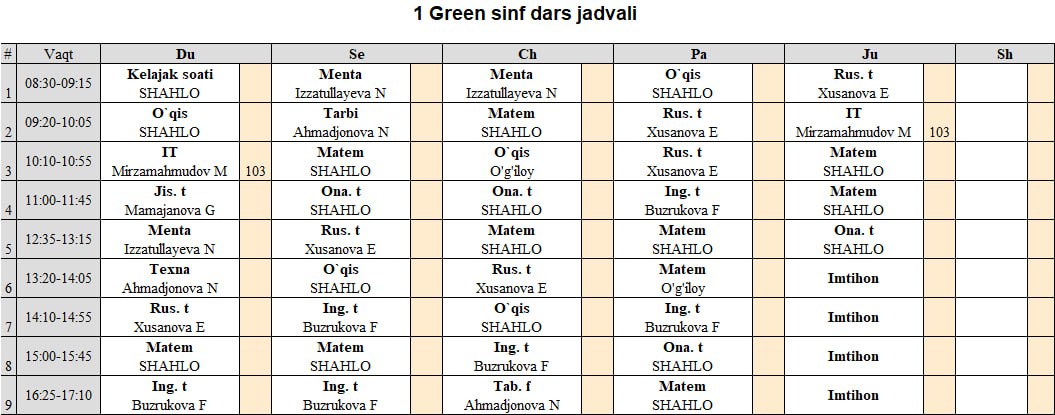 1 Green sinf dars jadvali
# Vaqt Du Se Ch Pa Ju Sh
1 08:30-09:15 Kelajak soati Menta Menta O`qis Rus. t
SHAHLO Izzatullayeva N Izzatullayeva N SHAHLO Xusanova E
2 09:20-10:05 O`qis Tarbi Matem Rus. t IT
SHAHLO Ahmadjonova N SHAHLO Xusanova E Mirzamahmudov M 103
3 10:10-10:55 IT Matem O`qis Rus. t Matem
Mirzamahmudov M 103 SHAHLO O'g'iloy Xusanova E SHAHLO
4 11:00-11:45 Jis. t Ona. t Ona. t Ing. t Matem
Mamajanova G SHAHLO SHAHLO Buzrukova F SHAHLO
5 12:35-13:15 Menta Rus. t Matem Matem Ona. t
Izzatullayeva N Xusanova E SHAHLO SHAHLO SHAHLO
6 13:20-14:05 Texna O`qis Rus. t Matem Imtihon
Ahmadjonova N SHAHLO Xusanova E O'g'iloy
7 14:10-14:55 Rus. t Ing. t O`qis Ing. t Imtihon
Xusanova E Buzrukova F SHAHLO Buzrukova F
8 15:00-15:45 Matem Matem Ing. t Ona. t Imtihon
SHAHLO SHAHLO Buzrukova F SHAHLO
9 16:25-17:10 Ing. t Ing. t Tab. f Matem Imtihon
Buzrukova F Buzrukova F Ahmadjonova N SHAHLO